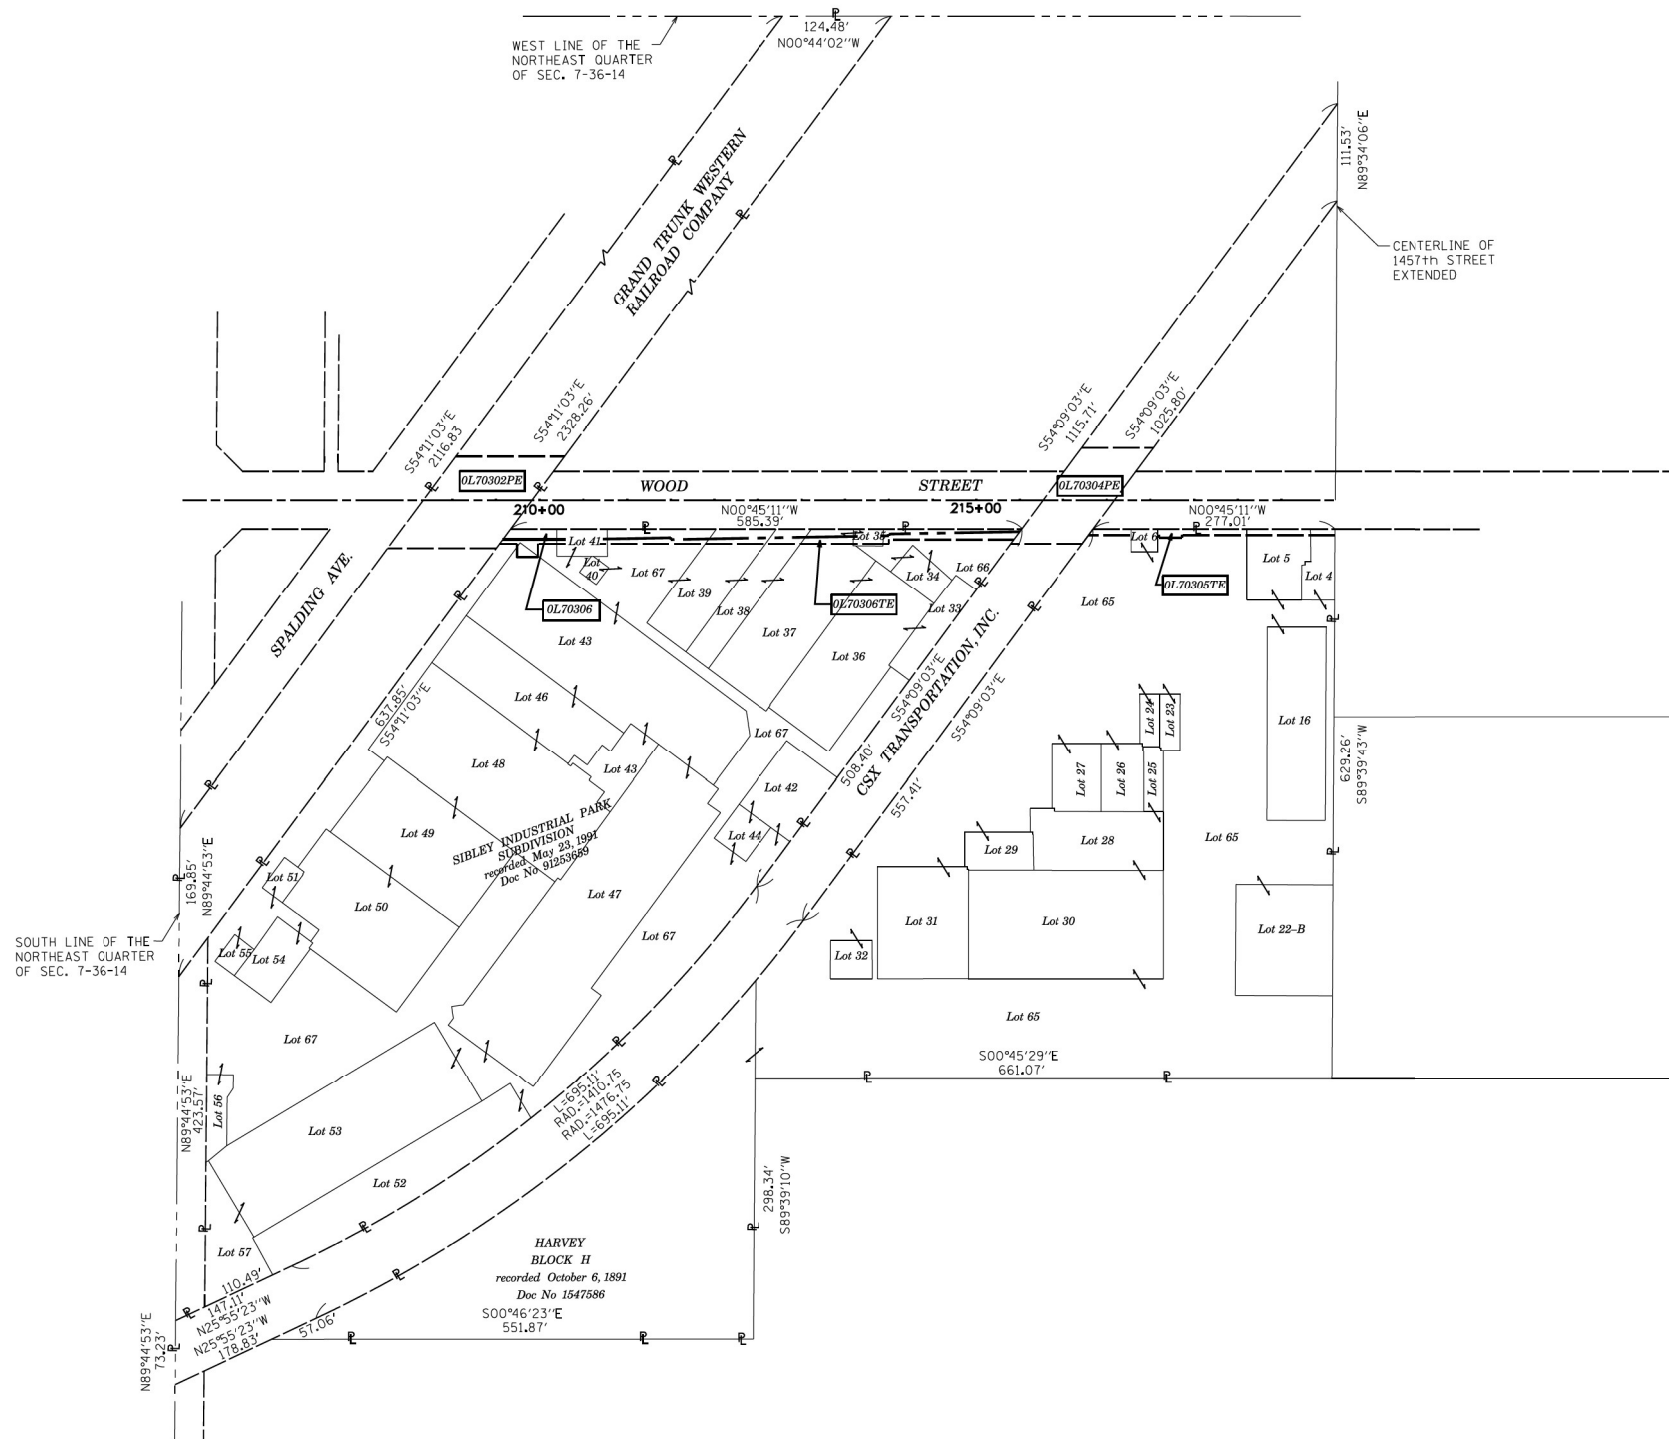 124.48'
N00°44'02"W
WEST LINE OF THE
NORTHEAST QUARTER
OF SEC. 7-36-14
111.53'
N89°34'06"E
GRAND TRUNK WESTERN
RAILROAD COMPANY
CENTERLINE OF
1457th STREET
EXTENDED
S54°11'03"E
2116.83
S54°11'03"E
2328.26'
S54°09'03"E
1115.71'
S54°09'03"E
1025.80'
0L70302PE
WOOD STREET
0L70304PE
210+00
N00°45'11"W
585.39'
215+00
N00°45'11"W
277.01'
SPALDING AVE.
Lot 41
Lot 35
Lot 6
Lot 40
Lot 67
Lot 39
Lot 38
Lot 37
Lot 36
Lot 34
Lot 66
Lot 33
Lot 65
Lot 5
Lot 4
0L70306
0L70306TE
0L70305TE
Lot 43
Lot 46
637.85'
S54°11'03"E
Lot 48
Lot 43
Lot 67
Lot 42
Lot 44
S54°09'03"E
508.40'
CSX TRANSPORTATION, INC.
S54°09'03"E
557.41'
Lot 24
Lot 23
Lot 16
Lot 27
Lot 26
Lot 25
629.26'
S89°39'43"W
Lot 49
SIBLEY INDUSTRIAL PARK
SUBDIVISION
recorded May 23, 1991
Doc No 91253659
Lot 29
Lot 28
Lot 65
169.85'
N89°44'53"E
Lot 51
Lot 50
Lot 47
Lot 67
Lot 31
Lot 30
Lot 32
Lot 22-B
SOUTH LINE OF THE
NORTHEAST CUARTER
OF SEC. 7-36-14
Lot 55
Lot 54
Lot 67
Lot 65
S00°45'29"E
661.07'
N89°44'53"E
423.57'
Lot 56
Lot 53
L=695.11'
RAD.=1410.75
RAD.=1476.75
L=695.11'
Lot 52
298.34'
S89°39'10"W
Lot 57
HARVEY
BLOCK H
recorded October 6, 1891
Doc No 1547586
S00°46'23"E
551.87'
110.49'
147.11'
N25°55'23"W
N25°55'23"W
178.83'
57.06'
N89°44'53"E
73.23'